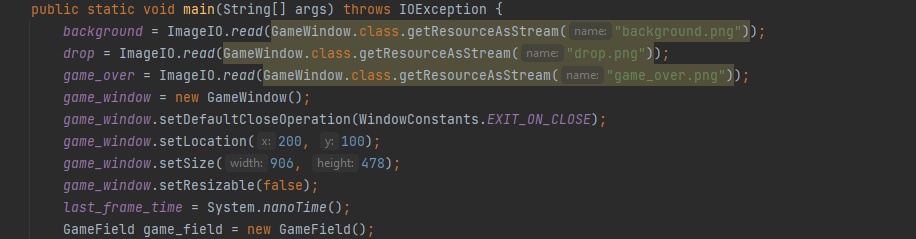 public static void main(String[] args) throws IOException {
background = ImageIO.read(GameWindow.class.getResourceAsStream( name: "background.png"));
drop = ImageIO.read(GameWindow.class.getResourceAsStream( name: "drop.png"));
game_over = ImageIO.read(GameWindow.class.getResourceAsStream( name: "game_over.png"));
game_window = new GameWindow();
game_window.setDefaultCloseOperation(WindowConstants.EXIT_ON_CLOSE);
game_window.setLocation( x: 200, y: 100);
game_window.setSize( width: 906, height: 478);
game_window.setResizable(false);
last_frame_time = System.nanoTime();
GameField game_field = new GameField();